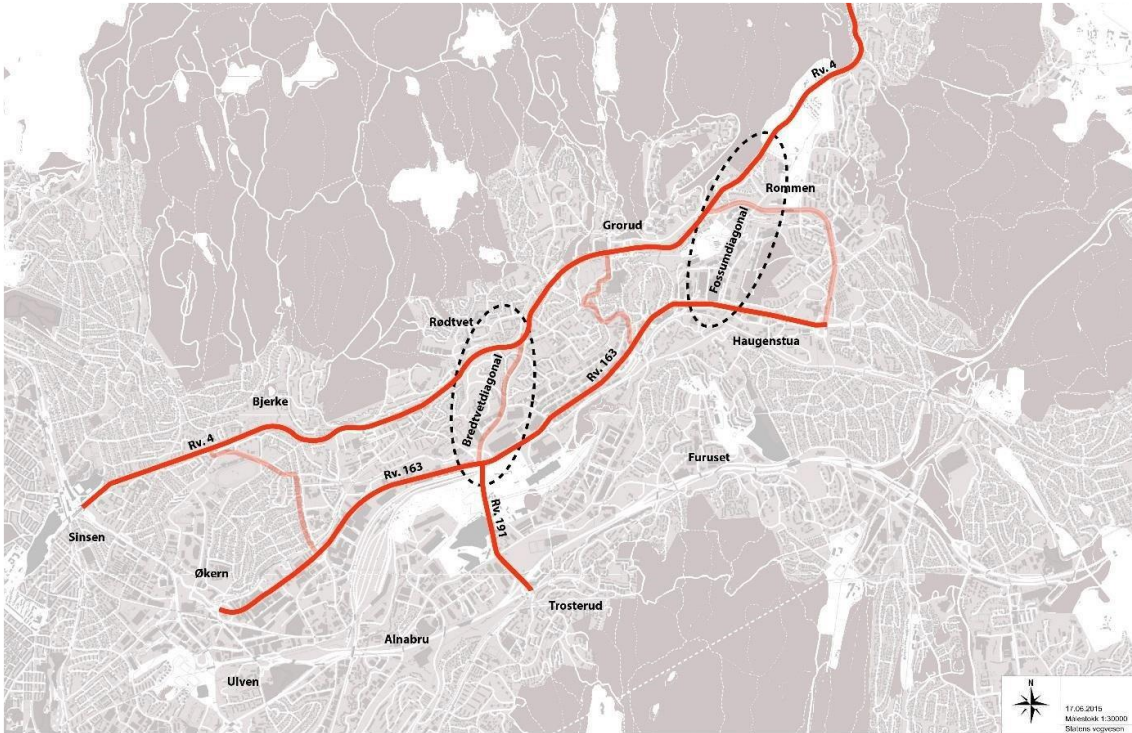 Rv. 4
Rommen
Grorud
Fossumdiagonal
Rødtvet
Haugenstua
Rv. 163
Bredtvetdiagonal
Bjerke
Rv. 4
Furuset
Rv. 163
Rv. 191
Sinsen
Økern
Trosterud
Alnabru
Ulven
N
17.06.2015
Målestokk 1:30000
Statens vegvesen